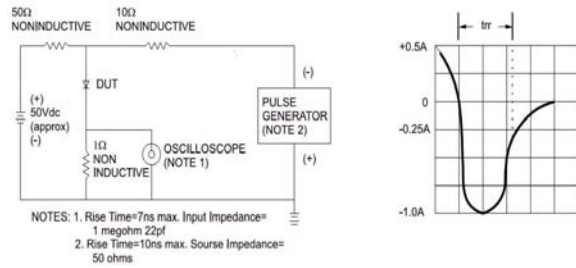 50Ω
NONINDUCTIVE
10Ω
NONINDUCTIVE
DUT
(+)
50Vdc
(approx)
(-)
1Ω
NON
INDUCTIVE
OSCILLOSCOPE
(NOTE 1)
(-)
PULSE
GENERATOR
(NOTE 2)
(+)
NOTES: 1. Rise Time=7ns max. Input Impedance=
1 megohm 22pf
2. Rise Time=10ns max. Sourse Impedance=
50 ohms
trr
+0.5A
0
-0.25A
-1.0A